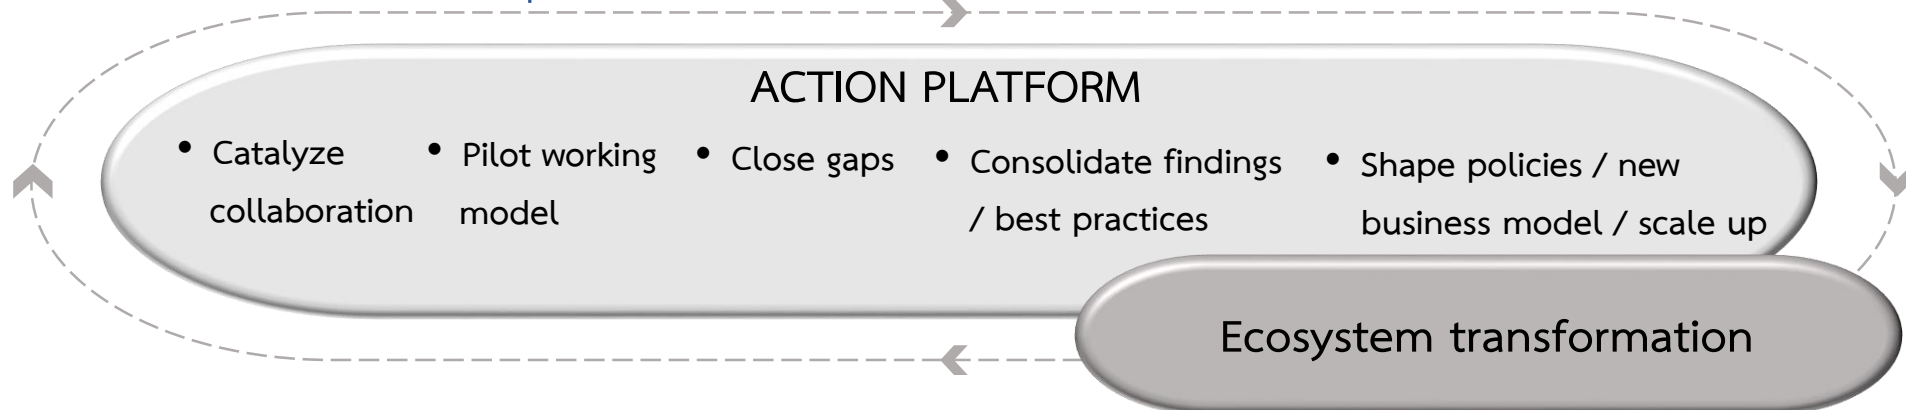 ACTION PLATFORM
• Catalyze
collaboration
• Pilot working
model
• Close gaps
• Consolidate findings
/ best practices
• Shape policies / new
business model / scale up
Ecosystem transformation